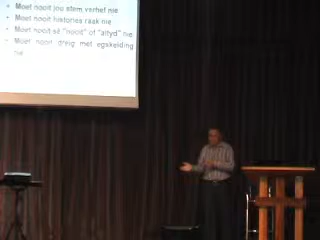 • Moet nooit jou stem verhef nie
• Moet nooit histories raak nie
• Moet nooit sê "nooit" of "altyd" nie
• Moet nooit dreig met egskeiding
nie